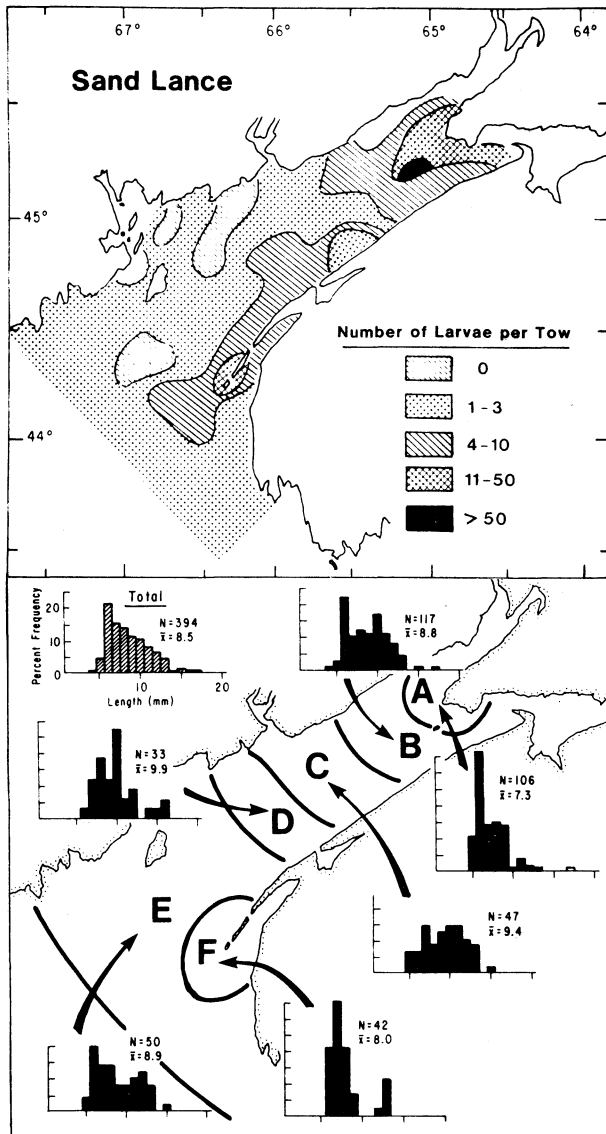 67° 66° 65° 64°
Sand Lance
45°
44°
Number of Larvae per Tow
0
1-3
4-10
11-50
> 50
Total
N=394
x̄=8.5
Percent Frequency
20
10
0
0 10 20
Length (mm)
N=117
x̄=8.8
A
B
C
D
E
F
N=33
x̄=9.9
N=106
x̄=7.3
N=47
x̄=9.4
N=50
x̄=8.9
N=42
x̄=8.0